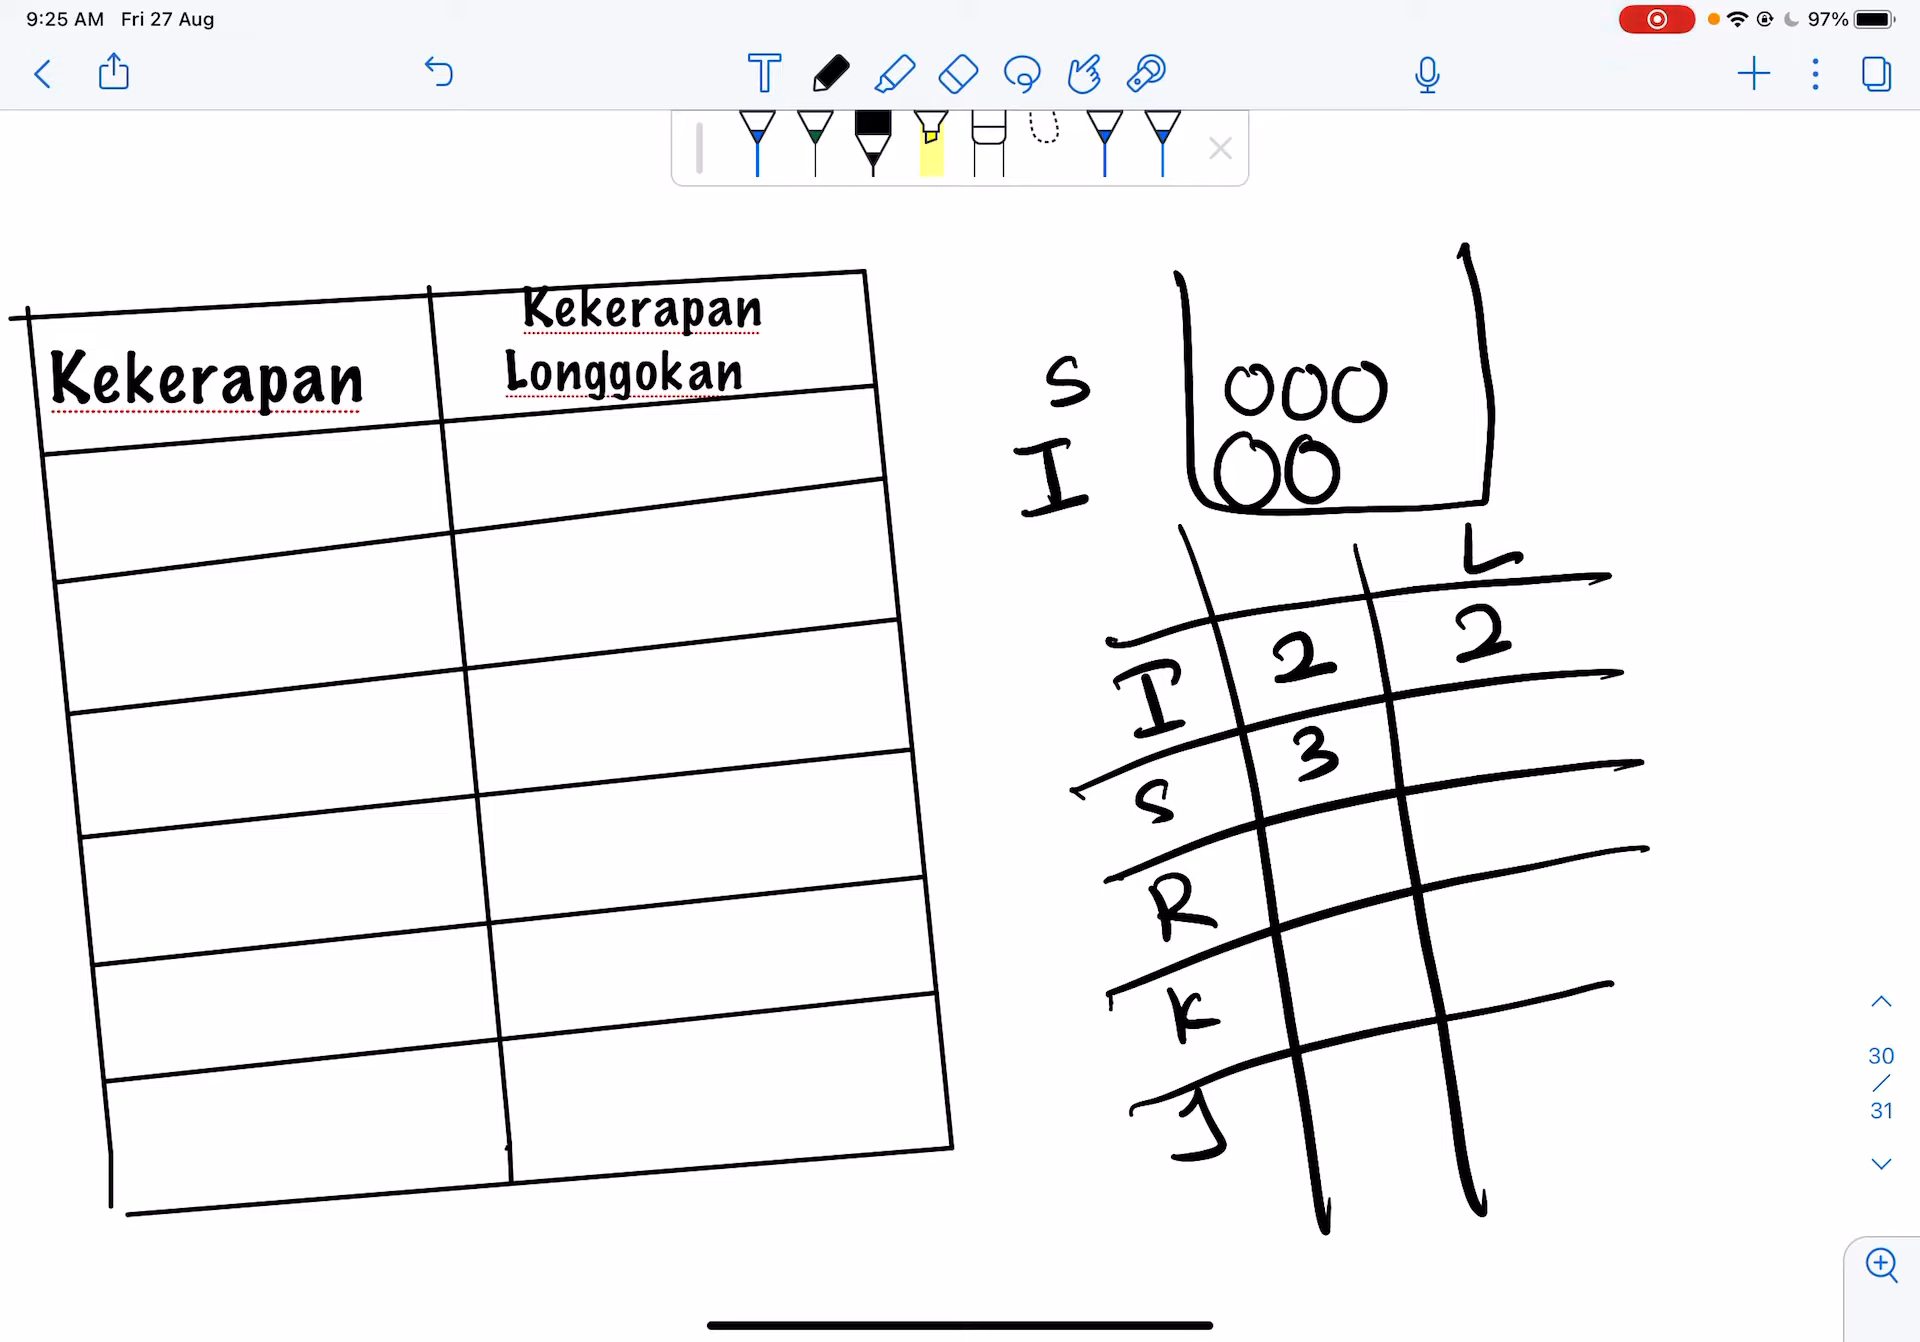 9:25 AM Fri 27 Aug
97%
T
Kekerapan
Kekerapan
Longgokan
S
I
L
I 2 2
S 3
R
K
J
30
/
31